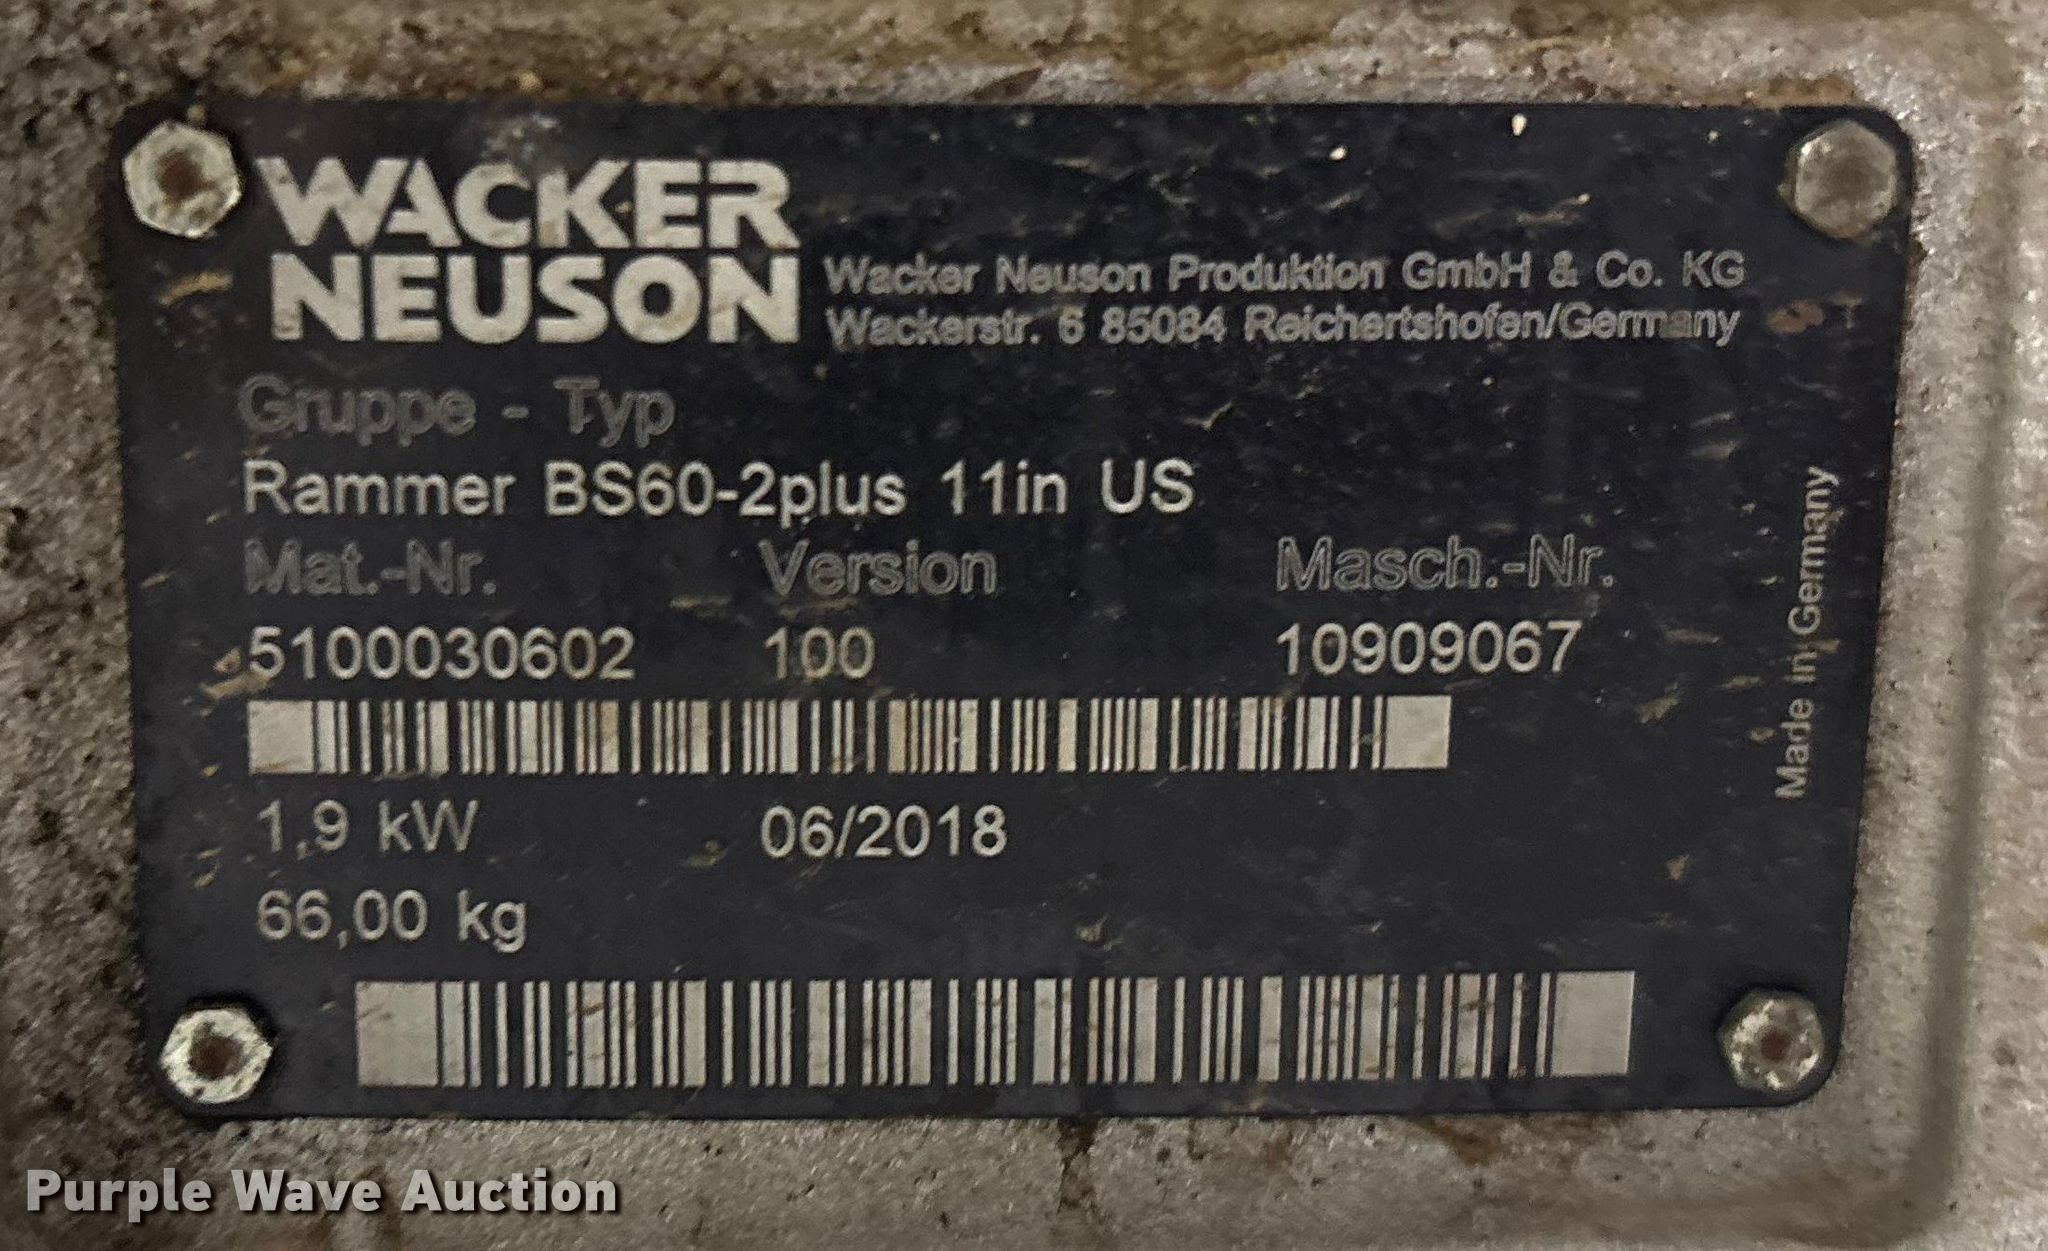 WACKER
NEUSON
Wacker Neuson Produktion GmbH & Co. KG
Wackerstr. 6 85084 Reichertshofen/Germany
Gruppe - Typ
Rammer BS60-2plus 11in US
Mat.-Nr. Version Masch.-Nr.
5100030602 100 10909067
1,9 kW 06/2018
66,00 kg
Made in Germany
Purple Wave Auction